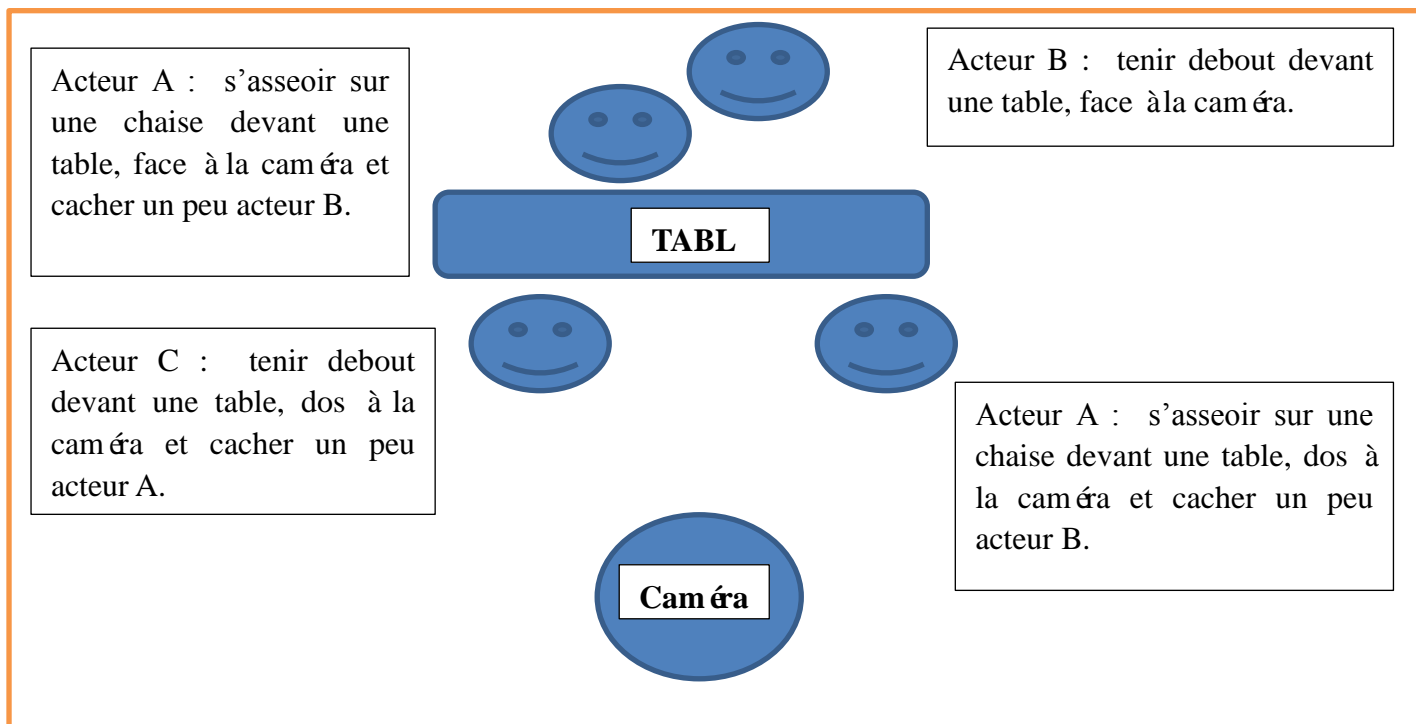 Acteur A : s’asseoir sur
une chaise devant une
table, face à la caméra et
cacher un peu acteur B.
Acteur B : tenir debout devant
une table, face àla caméra.
TABL
Acteur C : tenir debout
devant une table, dos à la
caméra et cacher un peu
acteur A.
Acteur A : s’asseoir sur une
chaise devant une table, dos à
la caméra et cacher un peu
acteur B.
Caméra